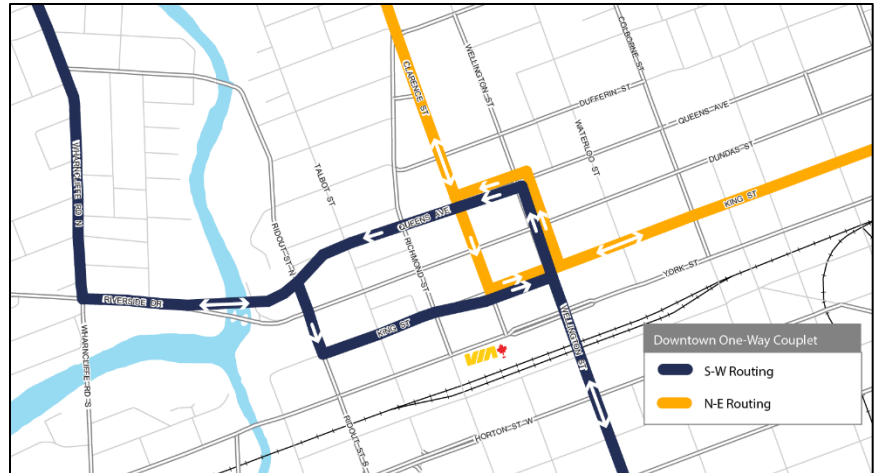 CLARENCE ST
WELLINGTON ST
COLBORNE ST
DUFFERIN ST
QUEENS AVE
WATERLOO ST
DUNDAS ST
WHARNCLIFFE RD N
TALBOT ST
KING ST
QUEENS AVE
RIDOUT ST N
RICHMOND ST
YORK ST
RIVERSIDE DR
KING ST
WELLINGTON ST
WHARNCLIFFE RD S
VIA
RIDOUT ST S
HORTON ST W
Downtown One-Way Couplet
S-W Routing
N-E Routing